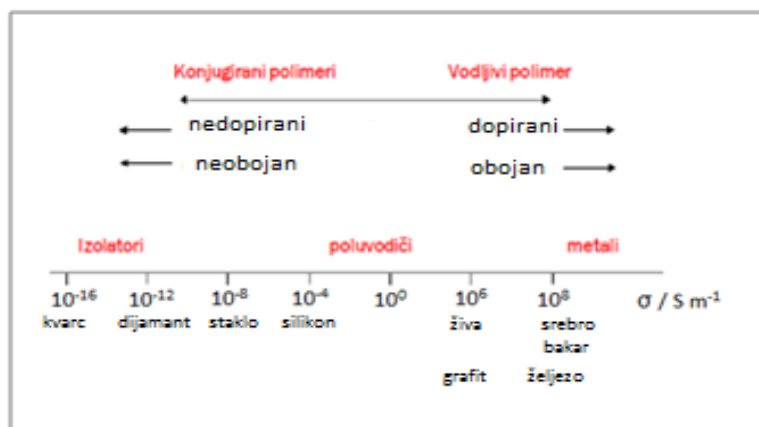 Konjugirani polimeri Vodljivi polimer
nedopirani dopirani
neobojan obojan
Izolatori poluvodiči metali
10⁻¹⁶ 10⁻¹² 10⁻⁸ 10⁻⁴ 10⁰ 10⁶ 10⁸ σ / S m⁻¹
kvarc dijamant staklo silikon živa srebro
bakar
grafit željezo